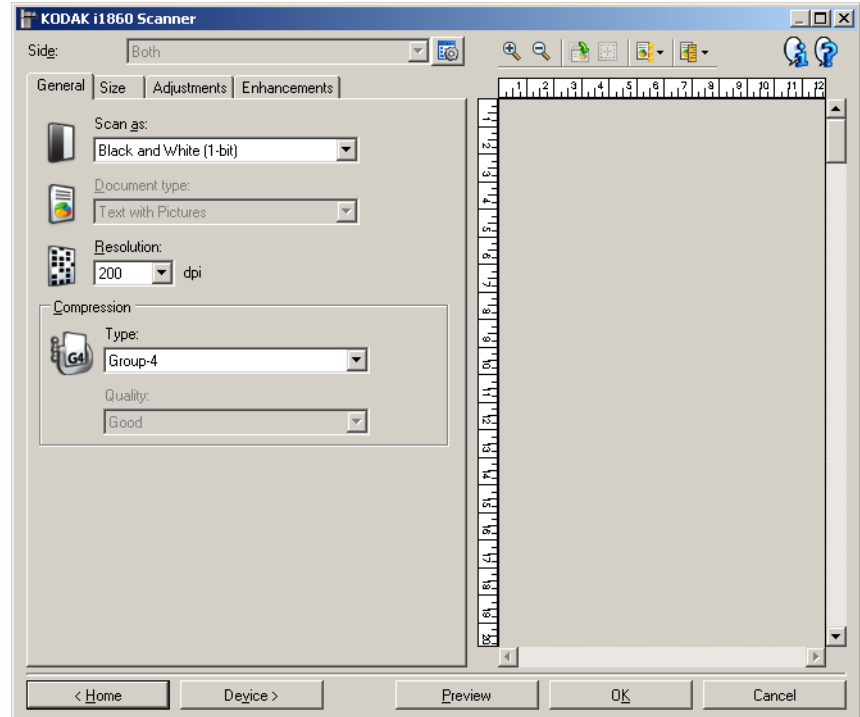 KODAK i1860 Scanner
Side: Both
General Size Adjustments Enhancements
Scan as:
Black and White (1-bit)
Document type:
Text with Pictures
Resolution:
200 dpi
Compression
Type:
G4 Group-4
Quality:
Good
1 2 3 4 5 6 7 8 9 10 11 12
1
2
3
4
5
6
7
8
9
10
11
12
13
14
15
16
17
18
19
20
< Home Device > Preview OK Cancel